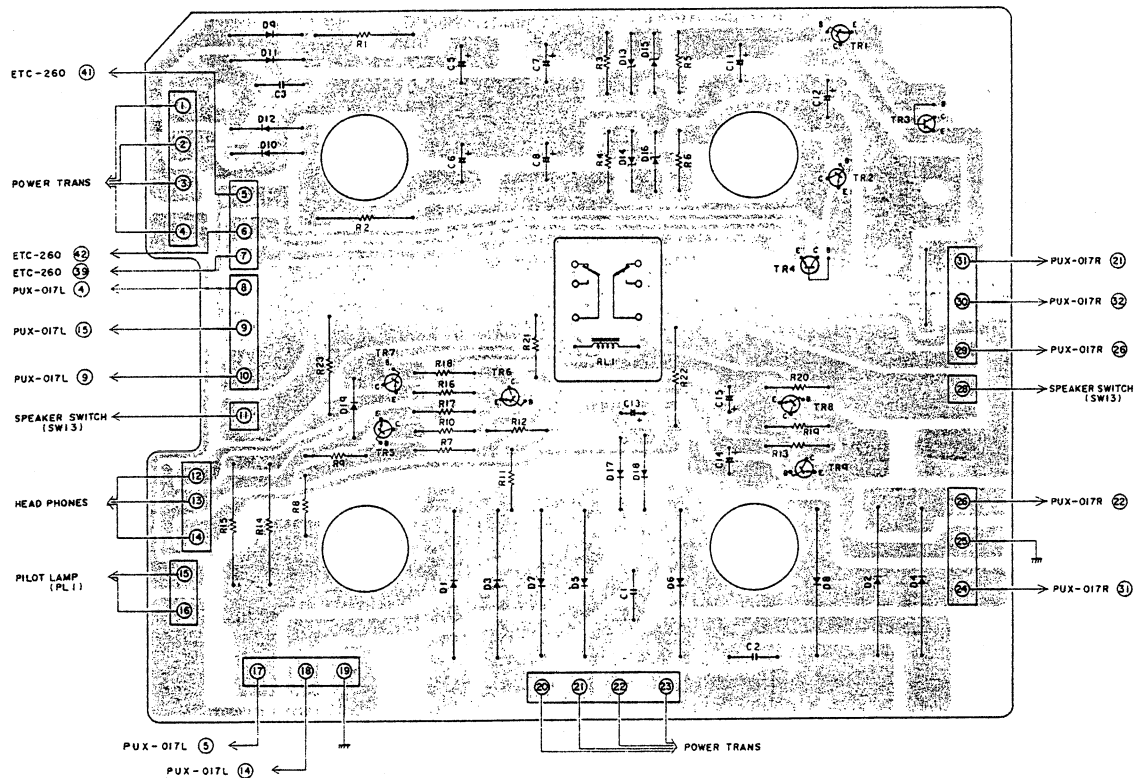 D9
R1
D11
C3
D12
D10
R2
C5
C7
R3
D13
D15
R5
C11
C6
C8
R4
D14
D16
R6
B
E
C
TR1
C12
TR3
B
C
E
C
B
TR2
E
E C B
TR4
ETC-260 41
POWER TRANS
ETC-260 42
ETC-260 39
PUX-017L 4
PUX-017L 15
PUX-017L 9
SPEAKER SWITCH
(SW13)
HEAD PHONES
PILOT LAMP
(PL1)
1
2
3
4
5
6
7
8
9
10
11
12
13
14
15
16
RL1
R21
R22
R23
D19
TR7
B
C
E
R18
R16
R17
R10
R7
TR6
C
E
B
R12
E
C
B
TR5
R9
R8
R11
R15
R14
C13
D17
D18
C15
C14
R20
C
E
B
TR8
R19
R13
C
B
E
TR9
31
30
29
28
26
25
24
PUX-017R 21
PUX-017R 32
PUX-017R 26
SPEAKER SWITCH
(SW13)
PUX-017R 22
PUX-017R 31
D1
D3
D7
D5
C1
D6
D8
D2
D4
C2
17
18
19
20
21
22
23
PUX-017L 5
PUX-017L 14
POWER TRANS